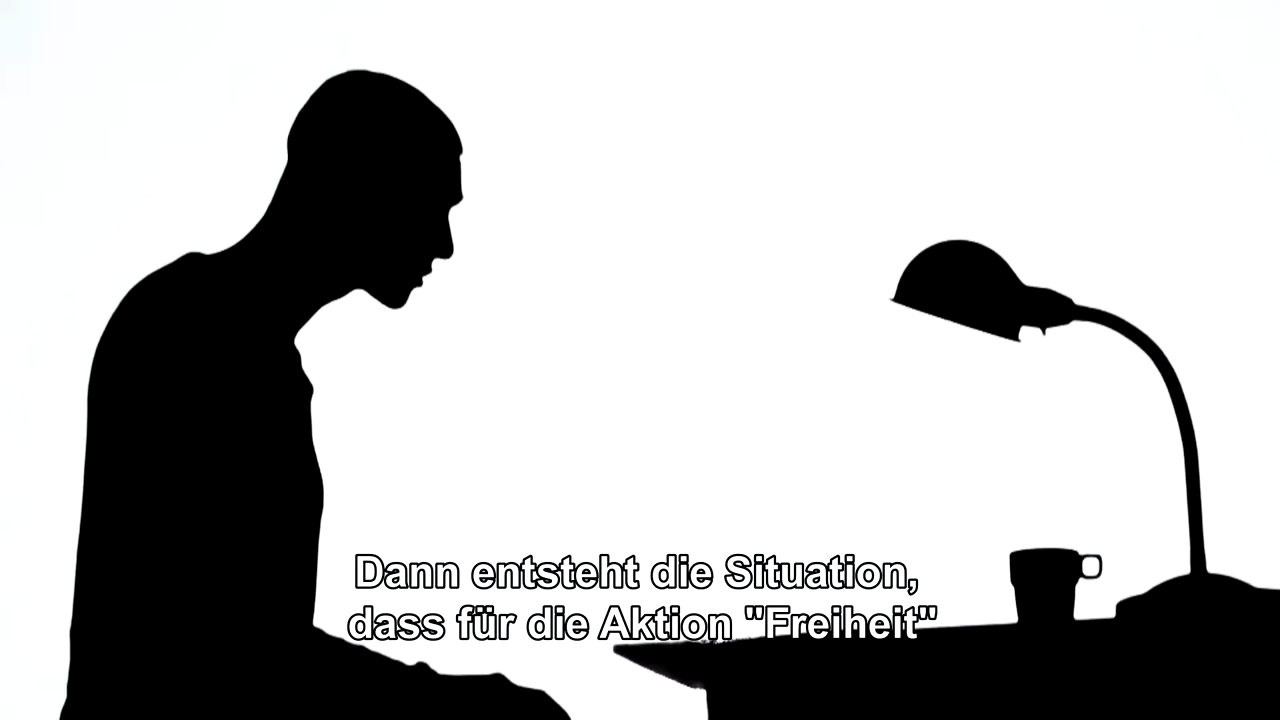 Dann entsteht die Situation,
dass für die Aktion "Freiheit"